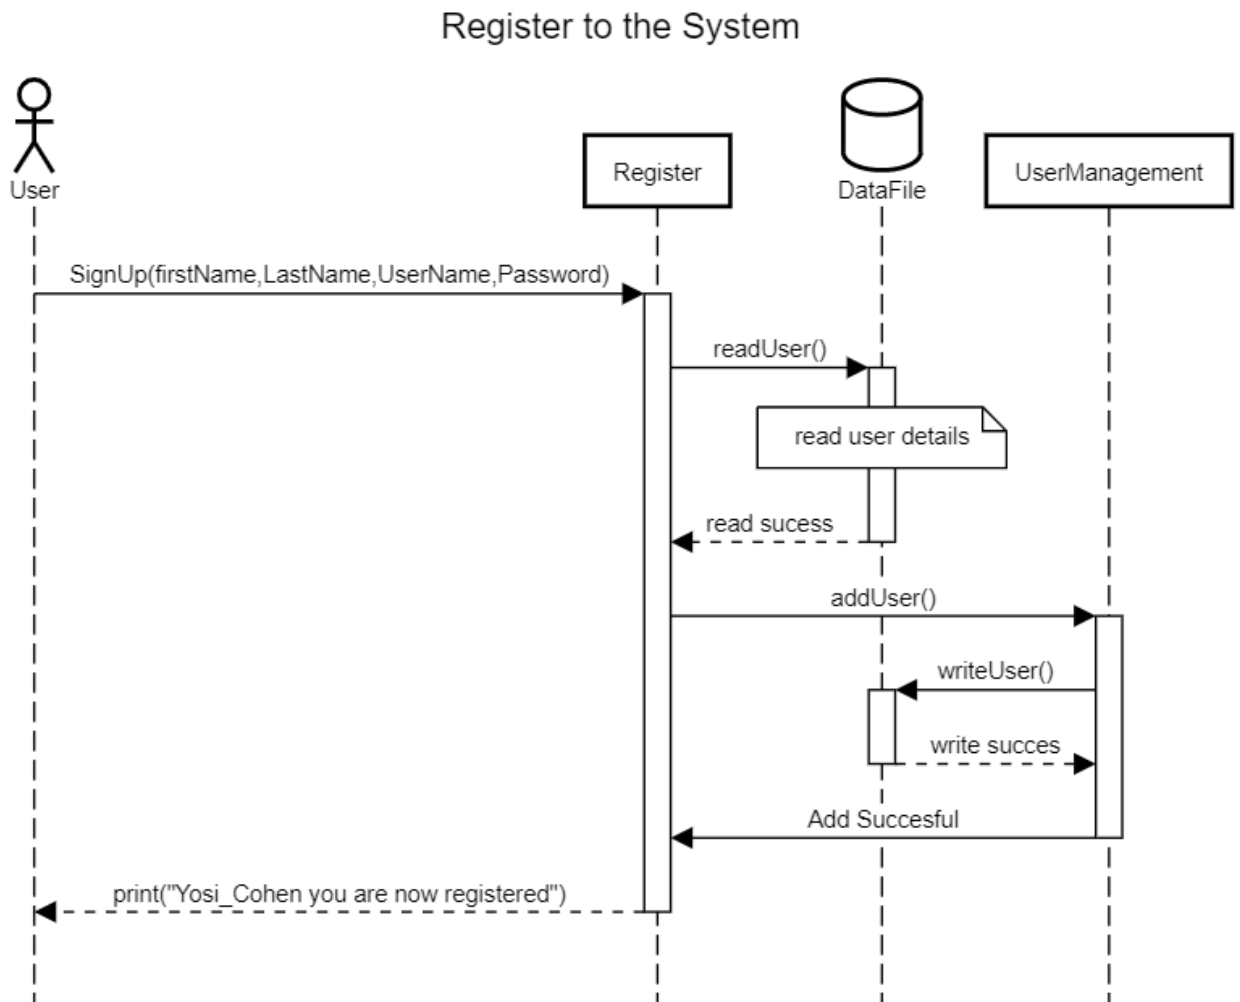 Register to the System
User
Register
DataFile
UserManagement
SignUp(firstName,LastName,UserName,Password)
readUser()
read user details
read sucess
addUser()
writeUser()
write succes
Add Succesful
print("Yosi_Cohen you are now registered")